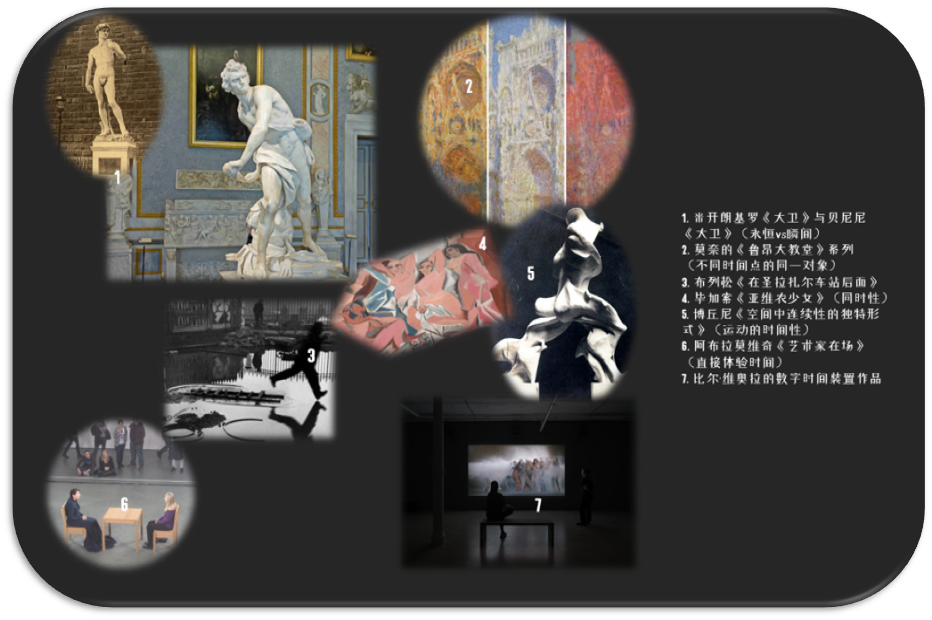 1
2
3
4
5
6
7
1. 米开朗基罗《大卫》与贝尼尼
《大卫》（永恒vs瞬间）
2. 莫奈的《鲁昂大教堂》系列
（不同时间点的同一对象）
3. 布列松《在圣拉扎尔车站后面》
4. 毕加索《亚维农少女》（同时性）
5. 博丘尼《空间中连续性的独特形
式》（运动的时间性）
6. 阿布拉莫维奇《艺术家在场》
（直接体验时间）
7. 比尔·维奥拉的數字时间装置作品